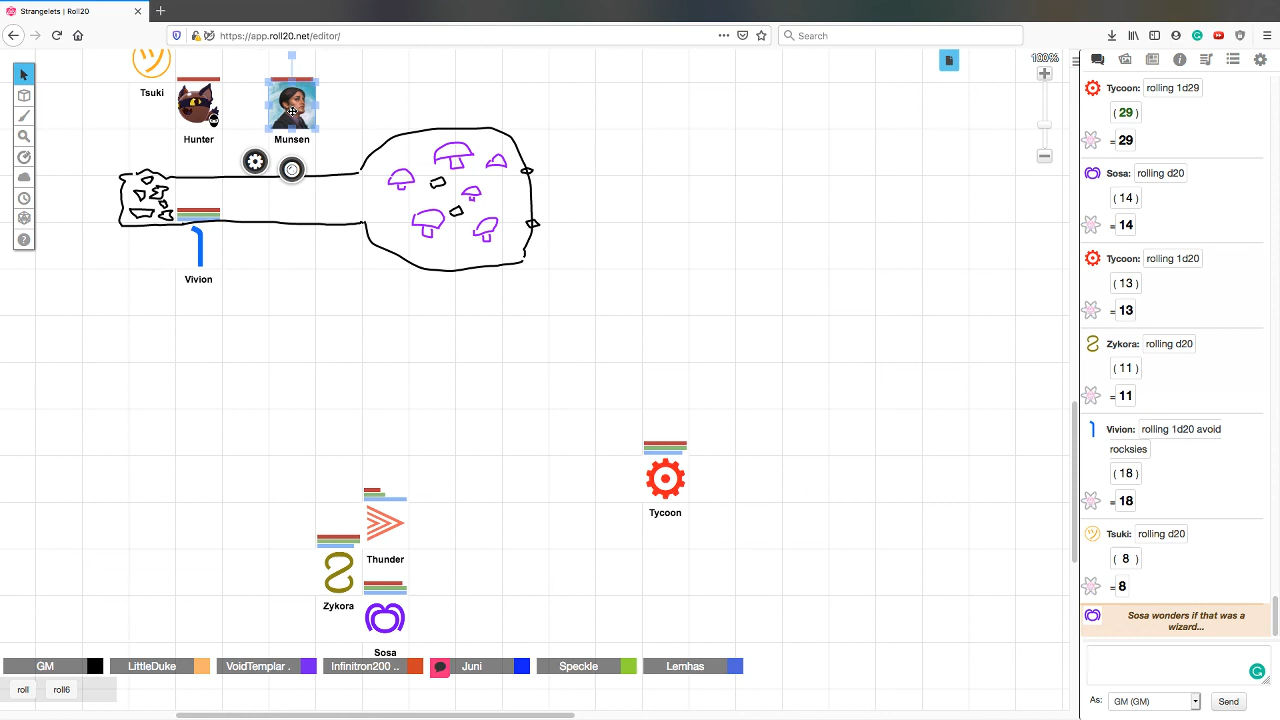 Strangelets | Roll20
https://app.roll20.net/editor/
Search
100%
Tsuki
Hunter
Munsen
Vivion
Tycoon
Thunder
Zykora
Sosa
Tycoon: rolling 1d29
( 29 )
= 29
Sosa: rolling d20
( 14 )
= 14
Tycoon: rolling 1d20
( 13 )
= 13
Zykora: rolling d20
( 11 )
= 11
Vivion: rolling 1d20 avoid
rocksies
( 18 )
= 18
Tsuki: rolling d20
( 8 )
= 8
Sosa wonders if that was a
wizard...
GM
LittleDuke
VoidTemplar .
Infinitron200 ..
Juni
Speckle
Lemhas
roll
roll6
As:
GM (GM)
Send